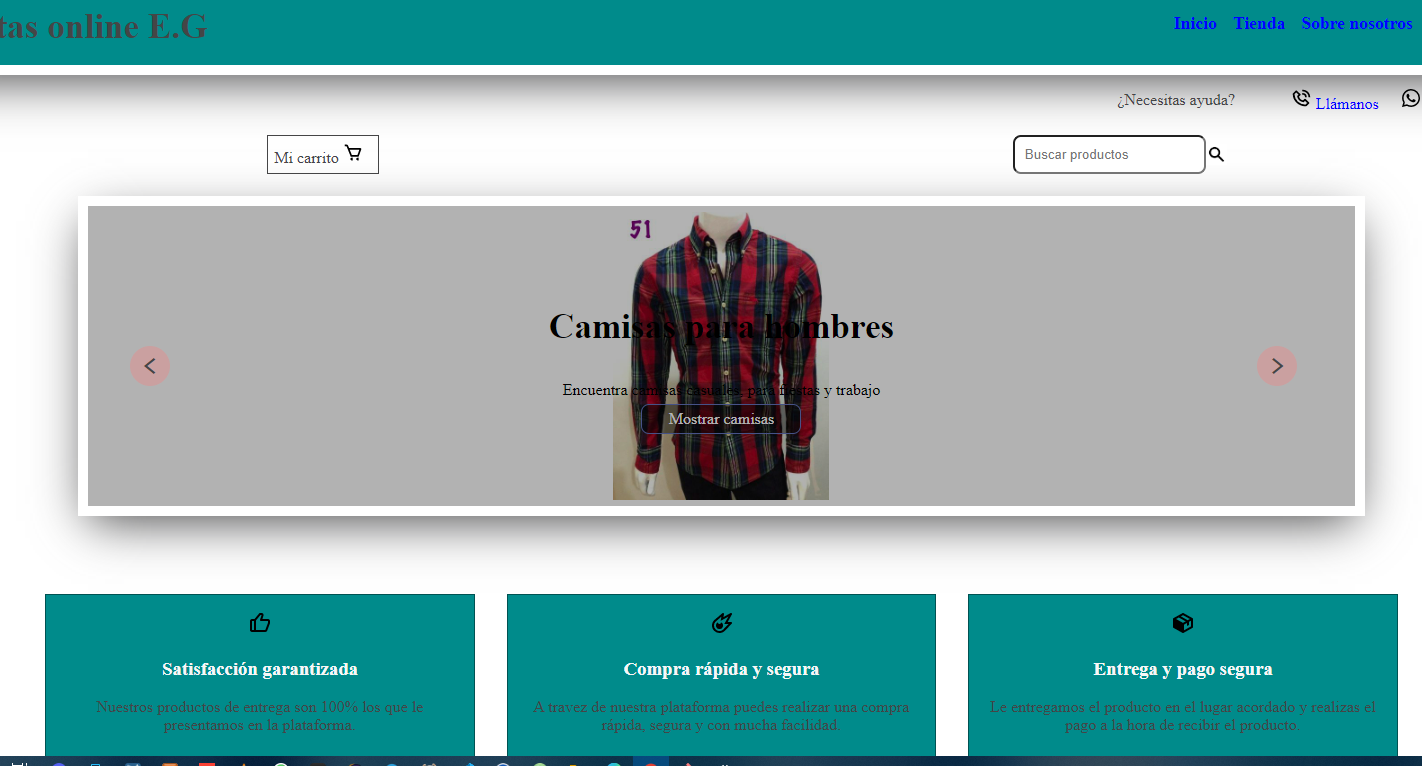 tas online E.G
Inicio Tienda Sobre nosotros
¿Necesitas ayuda? Llámanos
Mi carrito
Buscar productos
51
Camisas para hombres
Encuentra camisas casuales, para fiestas y trabajo
Mostrar camisas
Satisfacción garantizada
Nuestros productos de entrega son 100% los que le
presentamos en la plataforma.
Compra rápida y segura
A travez de nuestra plataforma puedes realizar una compra
rápida, segura y con mucha facilidad.
Entrega y pago segura
Le entregamos el producto en el lugar acordado y realizas el
pago a la hora de recibir el producto.